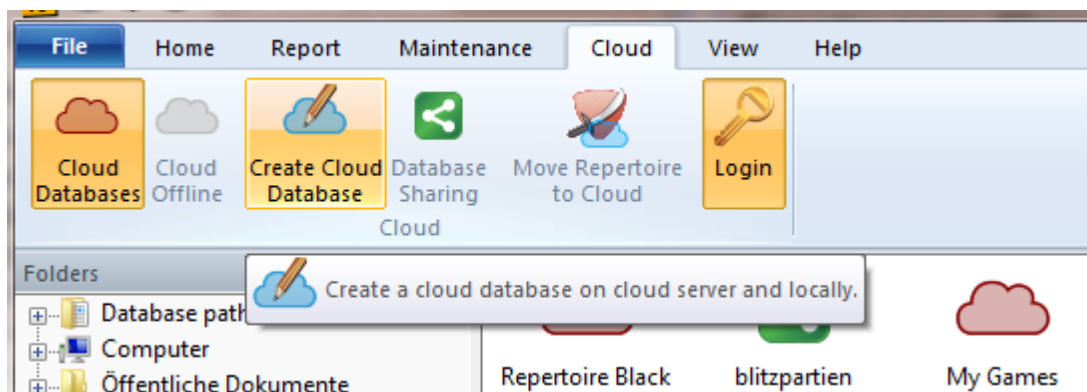 File Home Report Maintenance Cloud View Help
Cloud Databases
Cloud Offline
Create Cloud Database
Database Sharing
Move Repertoire to Cloud
Login
Cloud
Folders
Create a cloud database on cloud server and locally.
Database path
Computer
Öffentliche Dokumente
Repertoire Black
blitzpartien
My Games